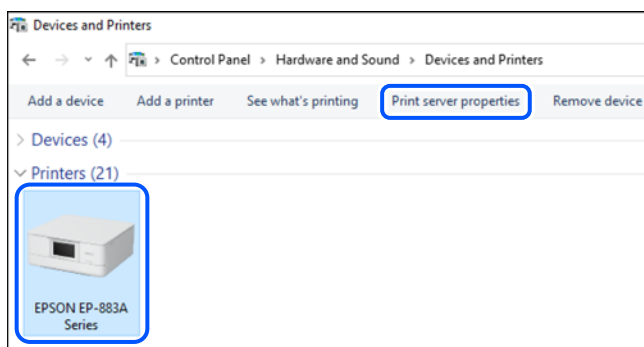 Devices and Printers
Control Panel > Hardware and Sound > Devices and Printers
Add a device Add a printer See what's printing Print server properties Remove device
Devices (4)
Printers (21)
EPSON EP-883A
Series